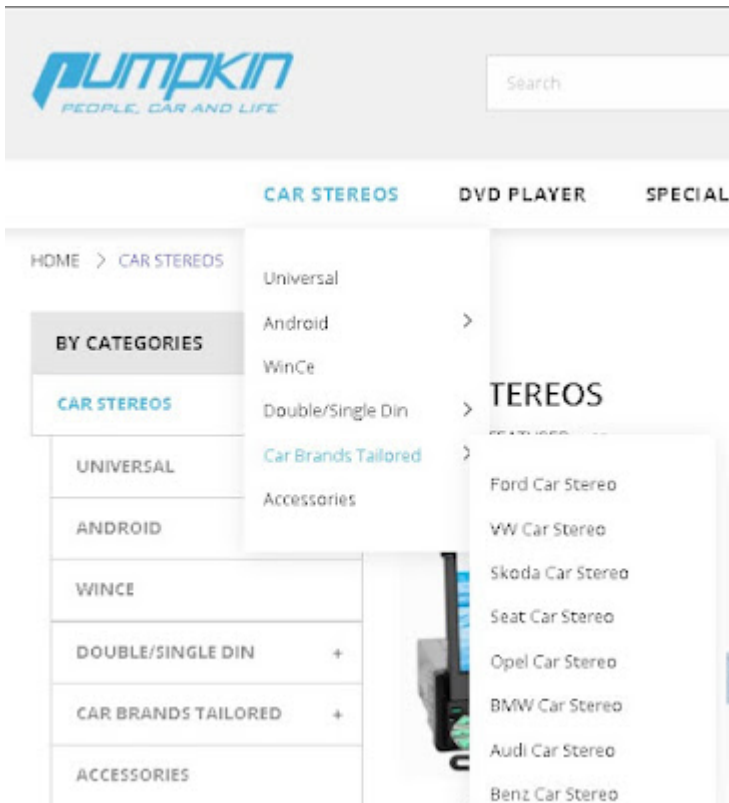 PUMPKIN
PEOPLE, CAR AND LIFE
Search
CAR STEREOS DVD PLAYER SPECIAL
HOME > CAR STEREOS
Universal
Android >
WinCe
Double/Single Din >
Car Brands Tailored >
Accessories
BY CATEGORIES
CAR STEREOS
UNIVERSAL
ANDROID
WINCE
DOUBLE/SINGLE DIN +
CAR BRANDS TAILORED +
ACCESSORIES
TEREOS
Ford Car Stereo
VW Car Stereo
Skoda Car Stereo
Seat Car Stereo
Opel Car Stereo
BMW Car Stereo
Audi Car Stereo
Benz Car Stereo